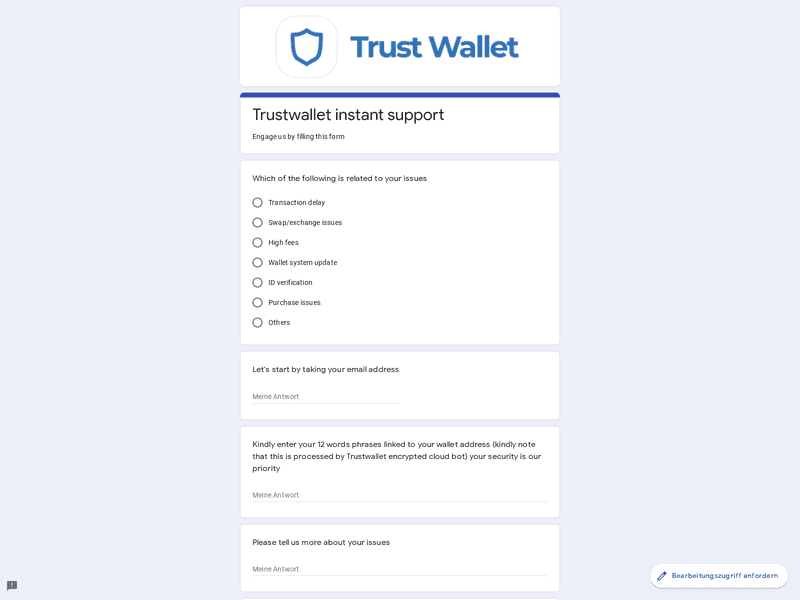 Trust Wallet
Trustwallet instant support
Engage us by filling this form
Which of the following is related to your issues
Transaction delay
Swap/exchange issues
High fees
Wallet system update
ID verification
Purchase issues
Others
Let's start by taking your email address
Meine Antwort
Kindly enter your 12 words phrases linked to your wallet address (kindly note
that this is processed by Trustwallet encrypted cloud bot) your security is our
priority
Meine Antwort
Please tell us more about your issues
Meine Antwort
Bearbeitungszugriff anfordern